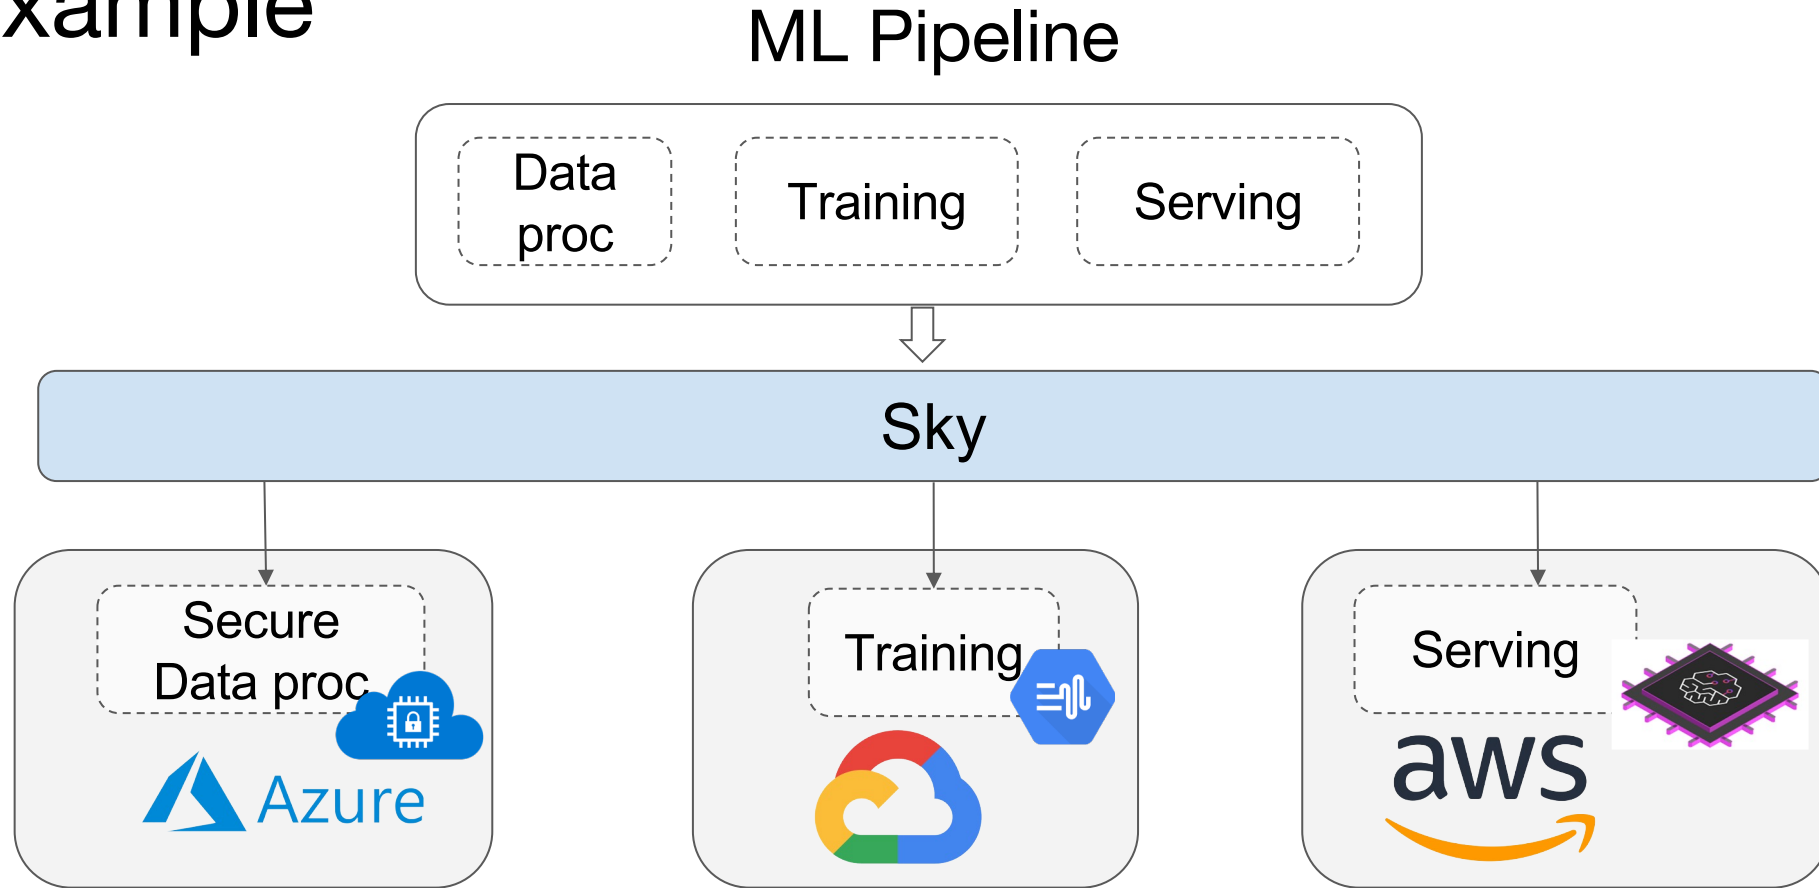 xample
ML Pipeline
Data
proc
Training
Serving
Sky
Secure
Data proc
Training
Serving
Azure
aws